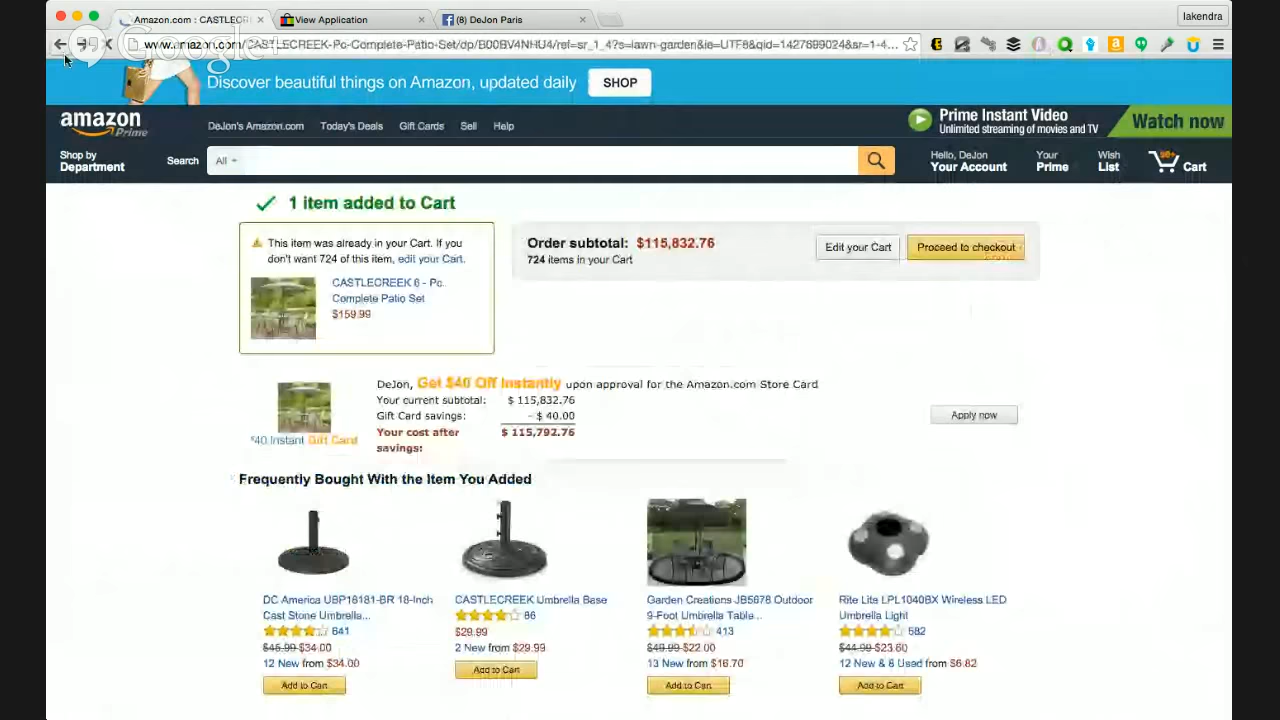 Amazon.com : CASTLECRE
View Application
(8) DeJon Paris
lakendra
Google+
www.amazon.com/CASTLECREEK-Pc-Complete-Patio-Set/dp/B00BV4NHU4/ref=sr_1_4?s=lawn-garden&ie=UTF8&qid=1427699024&sr=1-4...
Discover beautiful things on Amazon, updated daily
SHOP
amazon
Prime
DeJon's Amazon.com
Today's Deals
Gift Cards
Sell
Help
Prime Instant Video
Unlimited streaming of movies and TV
Watch now
Shop by
Department
Search
All
Hello, DeJon
Your Account
Your
Prime
Wish
List
Cart
1 item added to Cart
This item was already in your Cart. If you
don't want 724 of this item, edit your Cart.
CASTLECREEK 6 - Pc.
Complete Patio Set
$159.99
Order subtotal: $115,832.76
724 items in your Cart
Edit your Cart
Proceed to checkout
DeJon, Get $40 Off Instantly upon approval for the Amazon.com Store Card
Your current subtotal: $ 115,832.76
Gift Card savings: - $ 40.00
Your cost after $ 115,792.76
savings:
$40 Instant Gift Card
Apply now
Frequently Bought With the Item You Added
DC America UBP18181-BR 18-Inch
Cast Stone Umbrella...
641
$45.99 $34.00
12 New from $34.00
Add to Cart
CASTLECREEK Umbrella Base
86
$29.99
2 New from $29.99
Add to Cart
Garden Creations JB5678 Outdoor
9-Foot Umbrella Table...
413
$49.99 $22.00
13 New from $16.70
Add to Cart
Rite Lite LPL1040BX Wireless LED
Umbrella Light
582
$44.99 $23.60
12 New & 8 Used from $6.82
Add to Cart